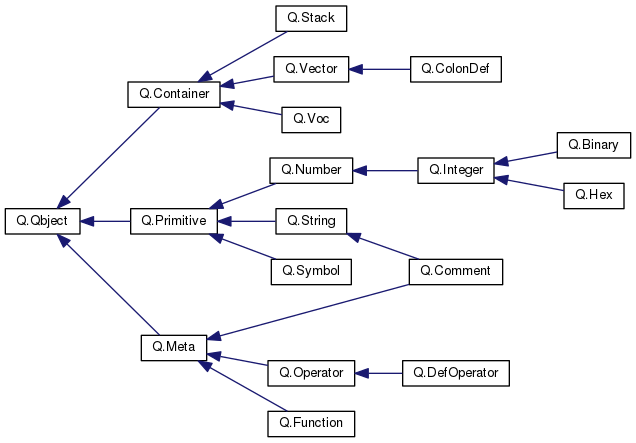 Q.Stack
Q.Vector
Q.ColonDef
Q.Container
Q.Voc
Q.Binary
Q.Number
Q.Integer
Q.Hex
Q.Qbject
Q.Primitive
Q.String
Q.Symbol
Q.Comment
Q.Meta
Q.Operator
Q.DefOperator
Q.Function